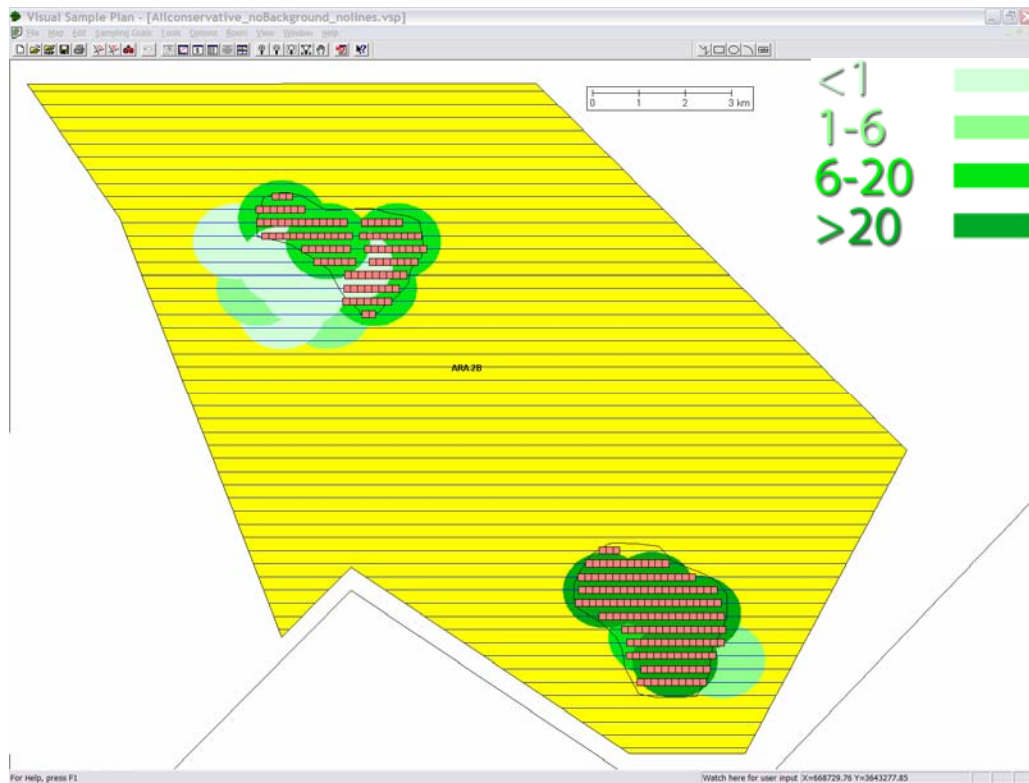 Visual Sample Plan - [Allconservative_noBackground_nolines.vsp]
File Map Edit Sampling Goals Tools Options Room View Window Help
<1
1-6
6-20
>20
0 1 2 3 km
ARA 2B
For Help, press F1
Watch here for user input X=668729.76 Y=3643277.85